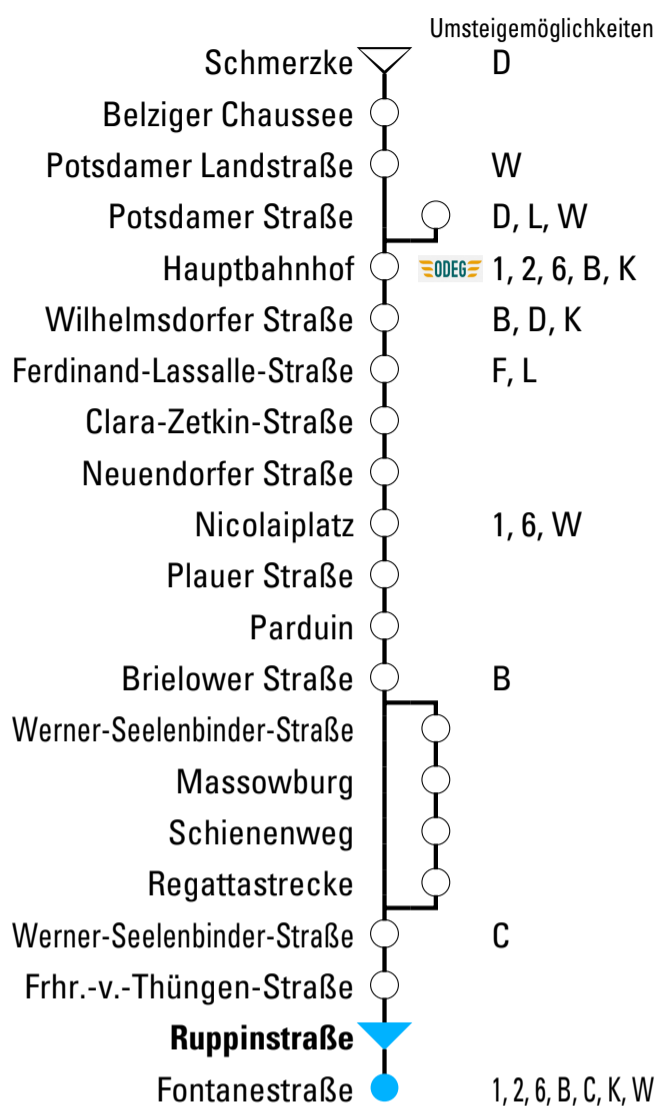 Umsteigemöglichkeiten
Schmerzke D
Belziger Chaussee
Potsdamer Landstraße W
Potsdamer Straße D, L, W
Hauptbahnhof ODEG 1, 2, 6, B, K
Wilhelmsdorfer Straße B, D, K
Ferdinand-Lassalle-Straße F, L
Clara-Zetkin-Straße
Neuendorfer Straße
Nicolaiplatz 1, 6, W
Plauer Straße
Parduin
Brielower Straße B
Werner-Seelenbinder-Straße
Massowburg
Schienenweg
Regattastrecke
Werner-Seelenbinder-Straße C
Frhr.-v.-Thüngen-Straße
Ruppinstraße
Fontanestraße 1, 2, 6, B, C, K, W